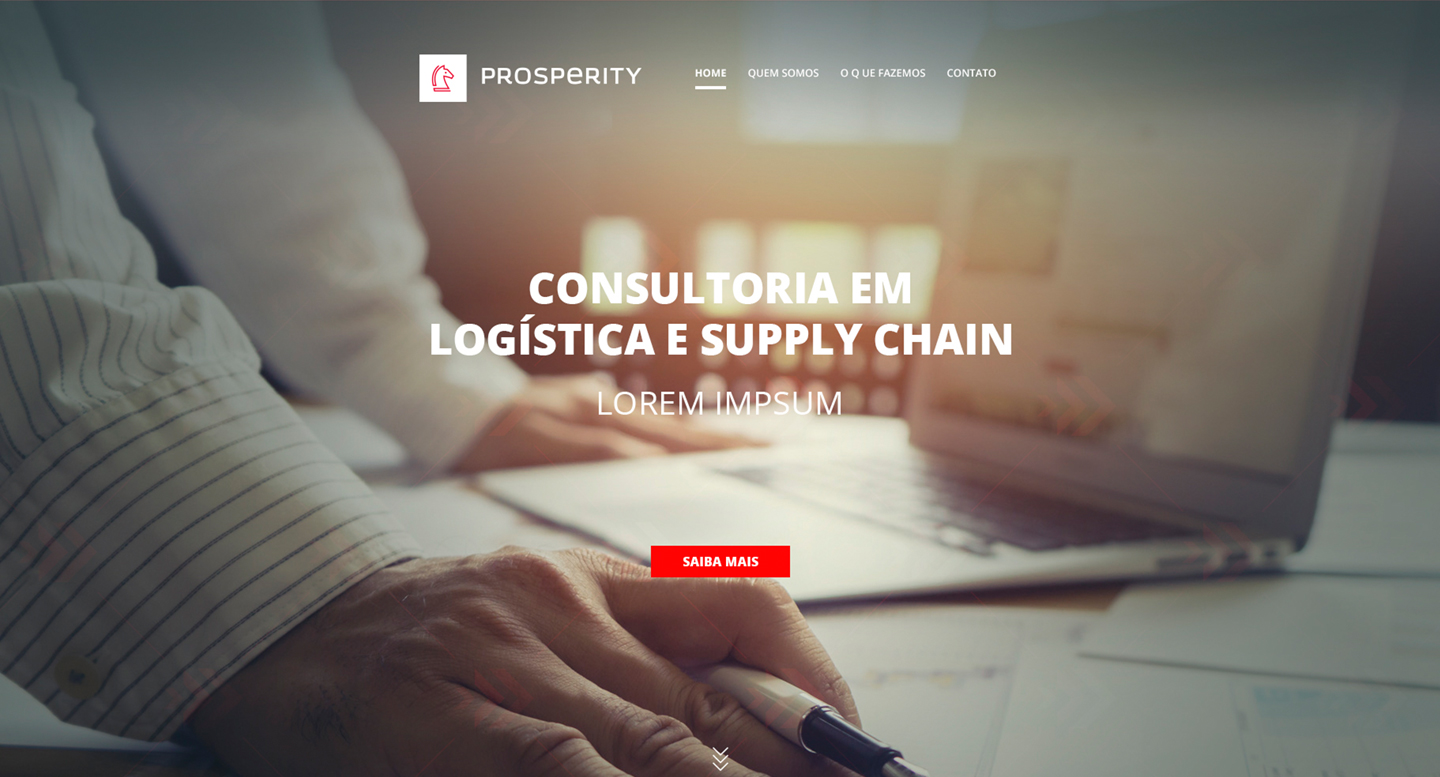 PROSPERITY
HOME QUEM SOMOS O Q UE FAZEMOS CONTATO
CONSULTORIA EM
LOGÍSTICA E SUPPLY CHAIN
LOREM IMPSUM
SAIBA MAIS